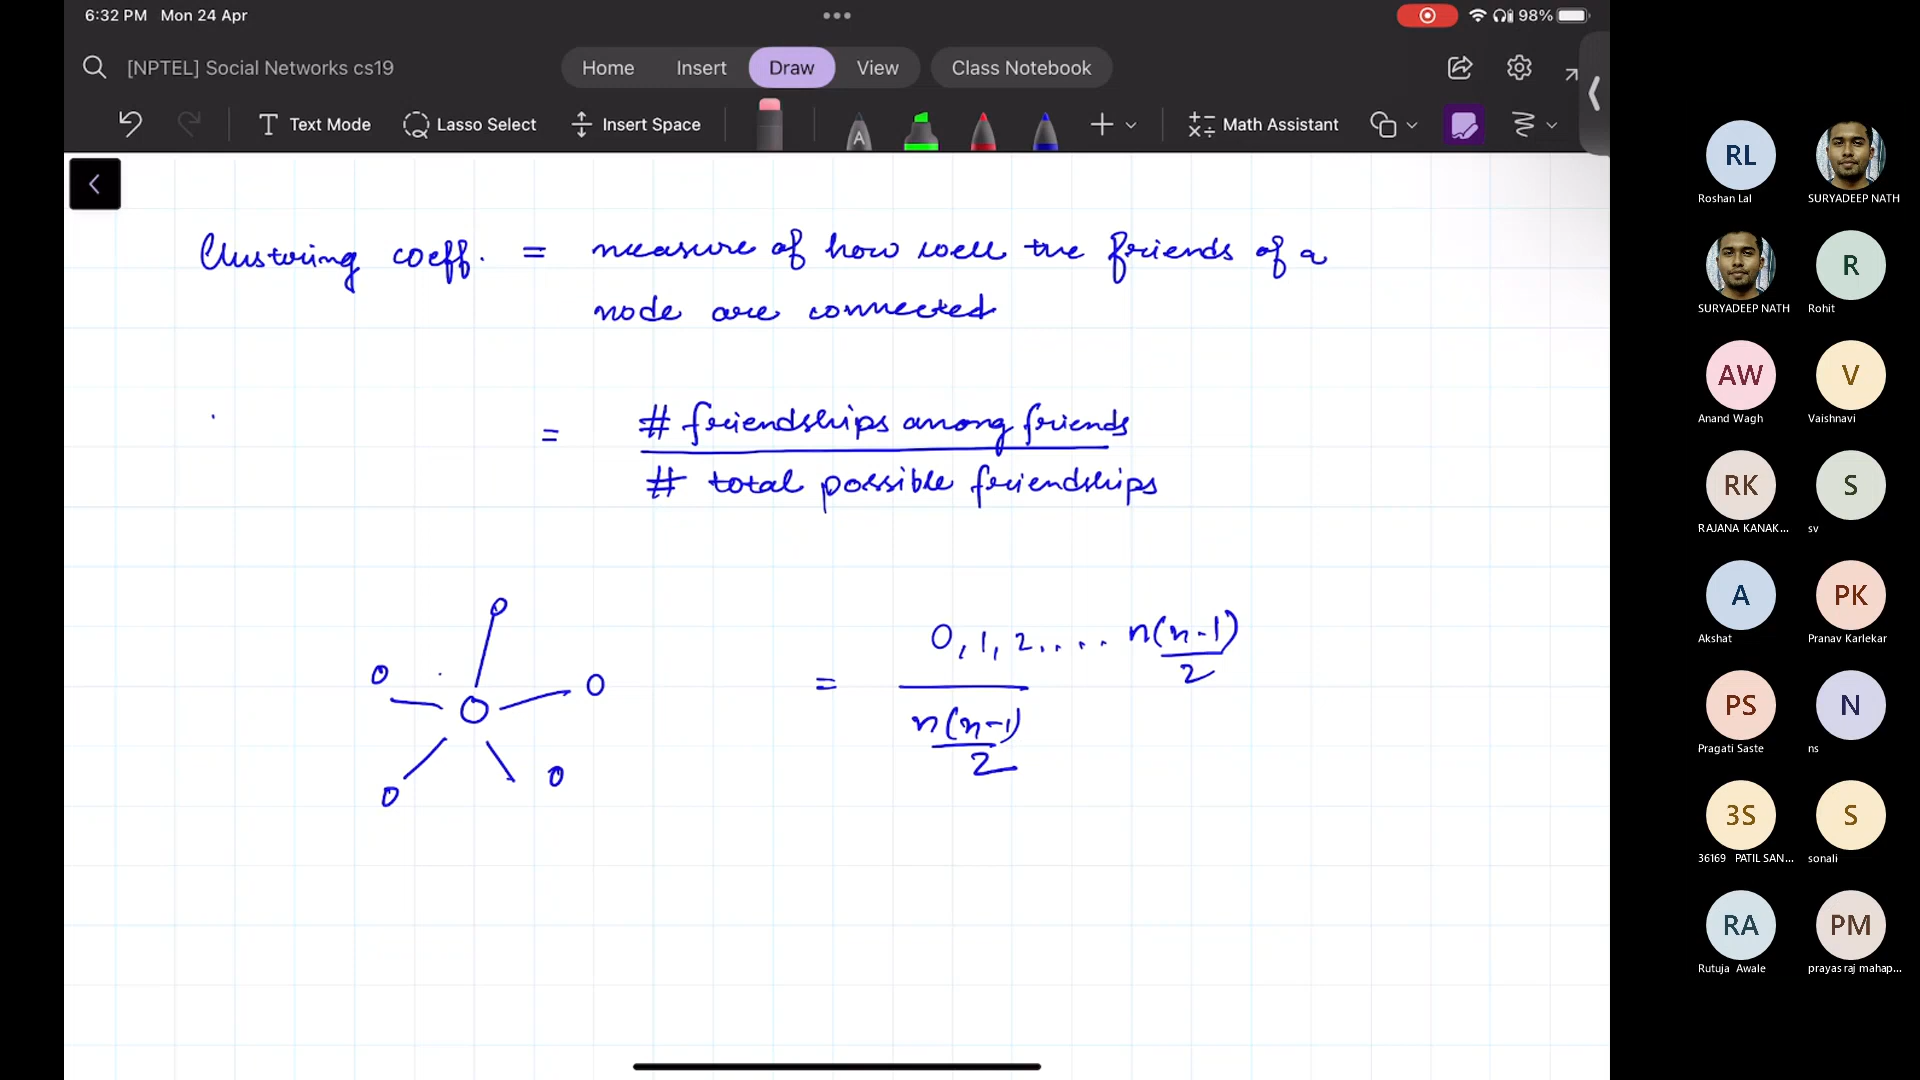 6:32 PM Mon 24 Apr
98%
[NPTEL] Social Networks cs19
Home Insert Draw View Class Notebook
Text Mode Lasso Select Insert Space A Math Assistant
Clustering coeff. = measure of how well the friends of a
node are connected
= # friendships among friends
# total possible friendships
0, 1, 2, .... n(n-1)
2
=
n(n-1)
2
RL
Roshan Lal SURYADEEP NATH
R
SURYADEEP NATH Rohit
AW V
Anand Wagh Vaishnavi
RK S
RAJANA KANAK... sv
A PK
Akshat Pranav Karlekar
PS N
Pragati Saste ns
3S S
36169 PATIL SAN... sonali
RA PM
Rutuja Awale prayas raj mahap...